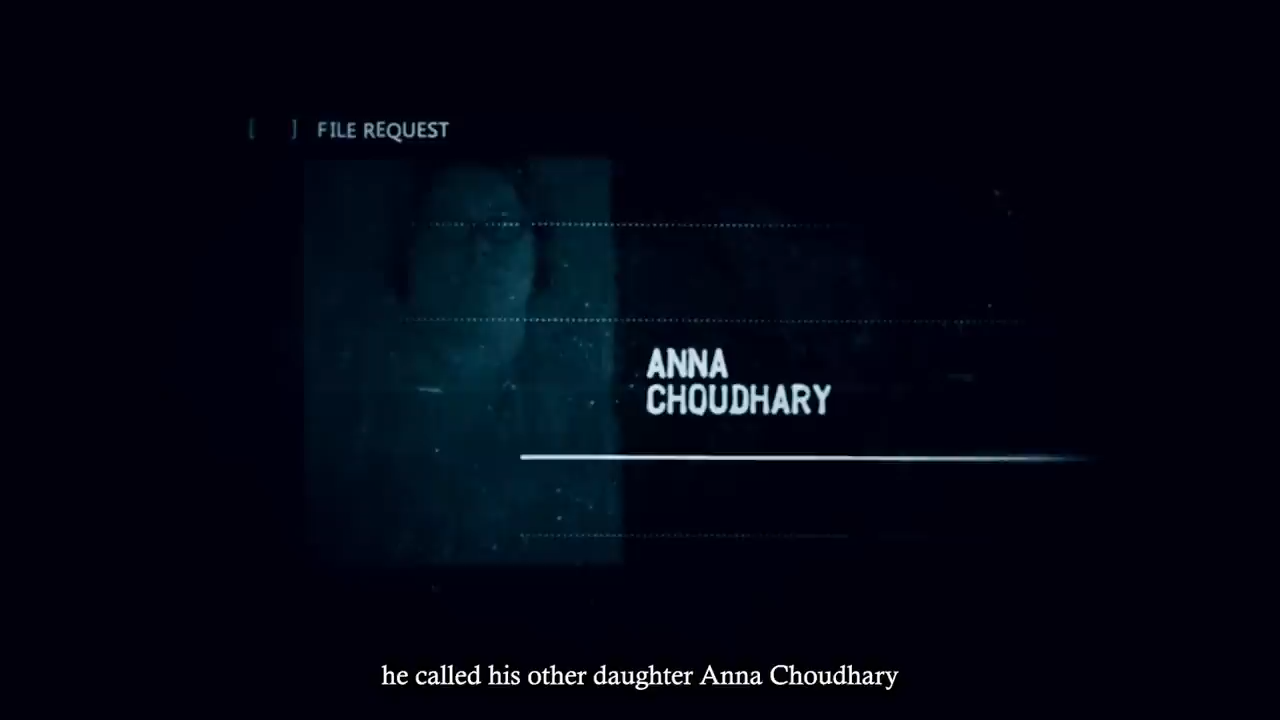 [ ] FILE REQUEST
ANNA
CHOUDHARY
he called his other daughter Anna Choudhary